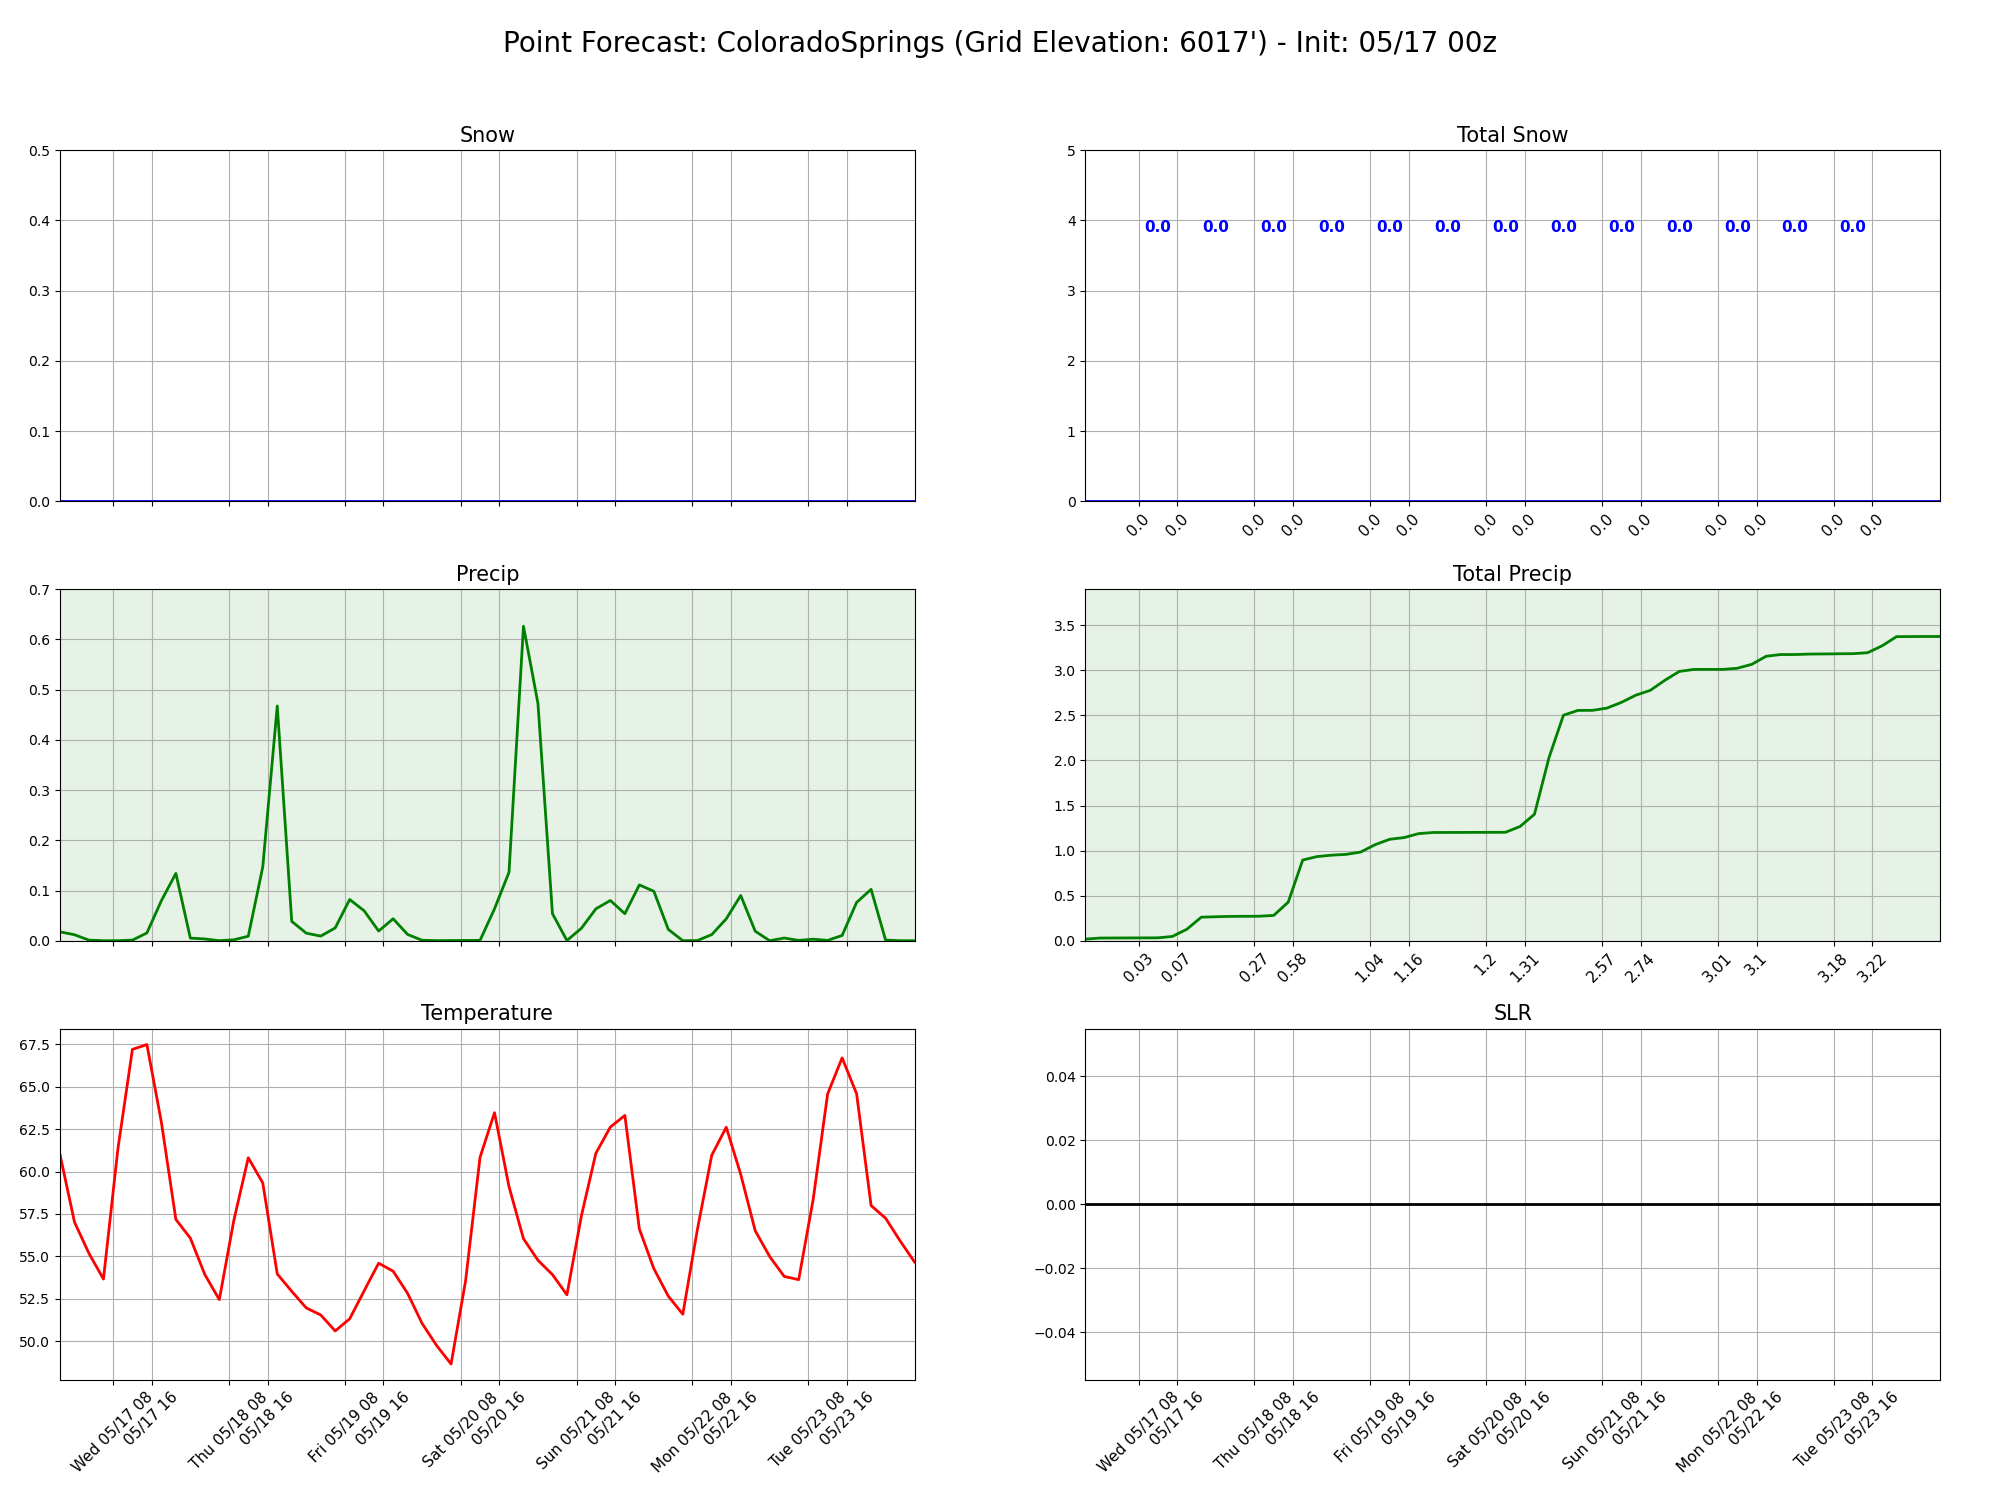 Point Forecast: ColoradoSprings (Grid Elevation: 6017') - Init: 05/17 00z
Snow
0.5
0.4
0.3
0.2
0.1
0.0
Total Snow
5
4
3
2
1
0
0.0 0.0 0.0 0.0 0.0 0.0 0.0 0.0 0.0 0.0 0.0 0.0 0.0
0.0 0.0 0.0 0.0 0.0 0.0 0.0 0.0 0.0 0.0 0.0 0.0 0.0 0.0
Precip
0.7
0.6
0.5
0.4
0.3
0.2
0.1
0.0
Total Precip
3.5
3.0
2.5
2.0
1.5
1.0
0.5
0.0
0.03 0.07 0.27 0.58 1.04 1.16 1.2 1.31 2.57 2.74 3.01 3.1 3.18 3.22
Temperature
67.5
65.0
62.5
60.0
57.5
55.0
52.5
50.0
Wed 05/17 08
05/17 16
Thu 05/18 08
05/18 16
Fri 05/19 08
05/19 16
Sat 05/20 08
05/20 16
Sun 05/21 08
05/21 16
Mon 05/22 08
05/22 16
Tue 05/23 08
05/23 16
SLR
0.04
0.02
0.00
−0.02
−0.04
Wed 05/17 08
05/17 16
Thu 05/18 08
05/18 16
Fri 05/19 08
05/19 16
Sat 05/20 08
05/20 16
Sun 05/21 08
05/21 16
Mon 05/22 08
05/22 16
Tue 05/23 08
05/23 16